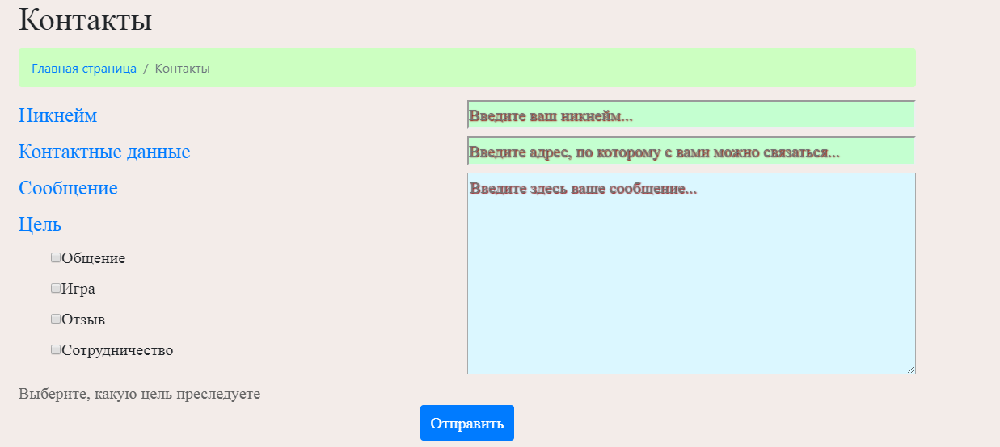 Контакты
Главная страница / Контакты
Никнейм
Введите ваш никнейм...
Контактные данные
Введите адрес, по которому с вами можно связаться...
Сообщение
Введите здесь ваше сообщение...
Цель
Общение
Игра
Отзыв
Сотрудничество
Выберите, какую цель преследуете
Отправить